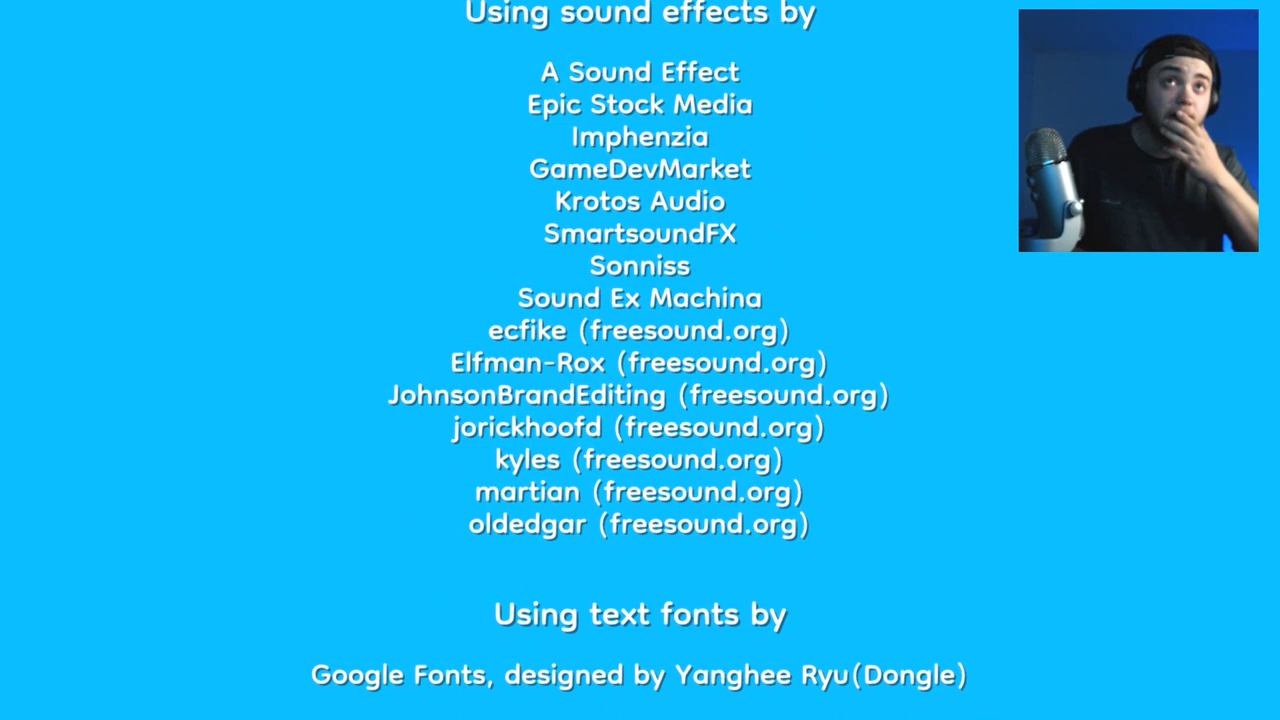 Using sound effects by
A Sound Effect
Epic Stock Media
Imphenzia
GameDevMarket
Krotos Audio
SmartsoundFX
Sonniss
Sound Ex Machina
ecfike (freesound.org)
Elfman-Rox (freesound.org)
JohnsonBrandEditing (freesound.org)
jorickhoofd (freesound.org)
kyles (freesound.org)
martian (freesound.org)
oldedgar (freesound.org)
Using text fonts by
Google Fonts, designed by Yanghee Ryu(Dongle)